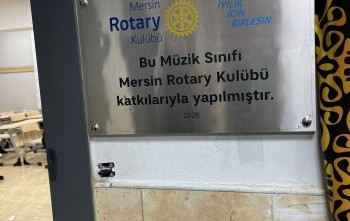 Mersin
Rotary
Kulübü
İYİLİK
İÇİN
BİRLEŞİN
Bu Müzik Sınıfı
Mersin Rotary Kulübü
katkılarıyla yapılmıştır.
2026